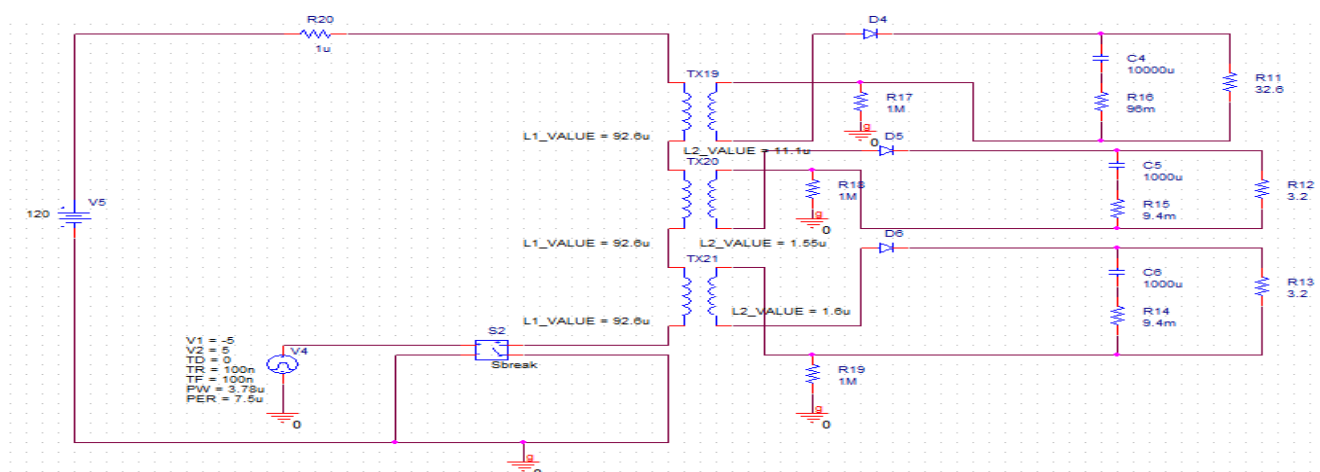 R20
1u
D4
C4
10000u
R16
96m
R11
32.6
TX19
R17
1M
g
0
L1_VALUE = 92.6u
L2_VALUE = 11.1u
D5
TX20
C5
1000u
R18
1M
g
0
R15
9.4m
R12
3.2
V5
120
L1_VALUE = 92.6u
L2_VALUE = 1.55u
D6
TX21
C6
1000u
R14
9.4m
R13
3.2
L2_VALUE = 1.6u
L1_VALUE = 92.6u
S2
Sbreak
V1 = -5
V2 = 5
TD = 0
TR = 100n
TF = 100n
PW = 3.78u
PER = 7.5u
V4
0
R19
1M
g
0
g